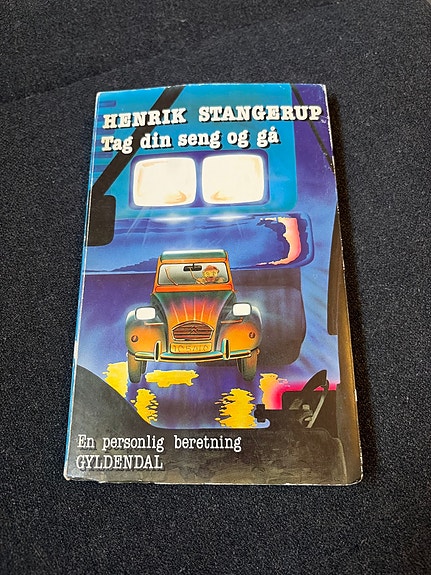 HENRIK STANGERUP
Tag din seng og gå
En personlig beretning
GYLDENDAL